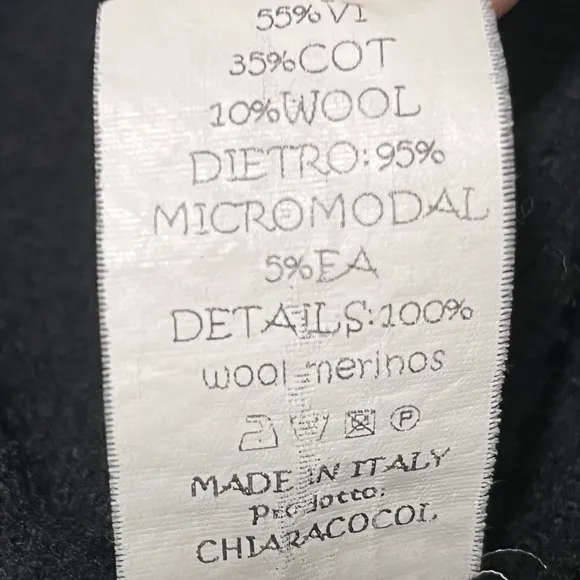 55% VI
35% COT
10% WOOL
DIETRO: 95%
MICROMODAL
5% EA
DETAILS: 100%
wool merinos
P
MADE IN ITALY
Prodotto:
CHIARACOCOL